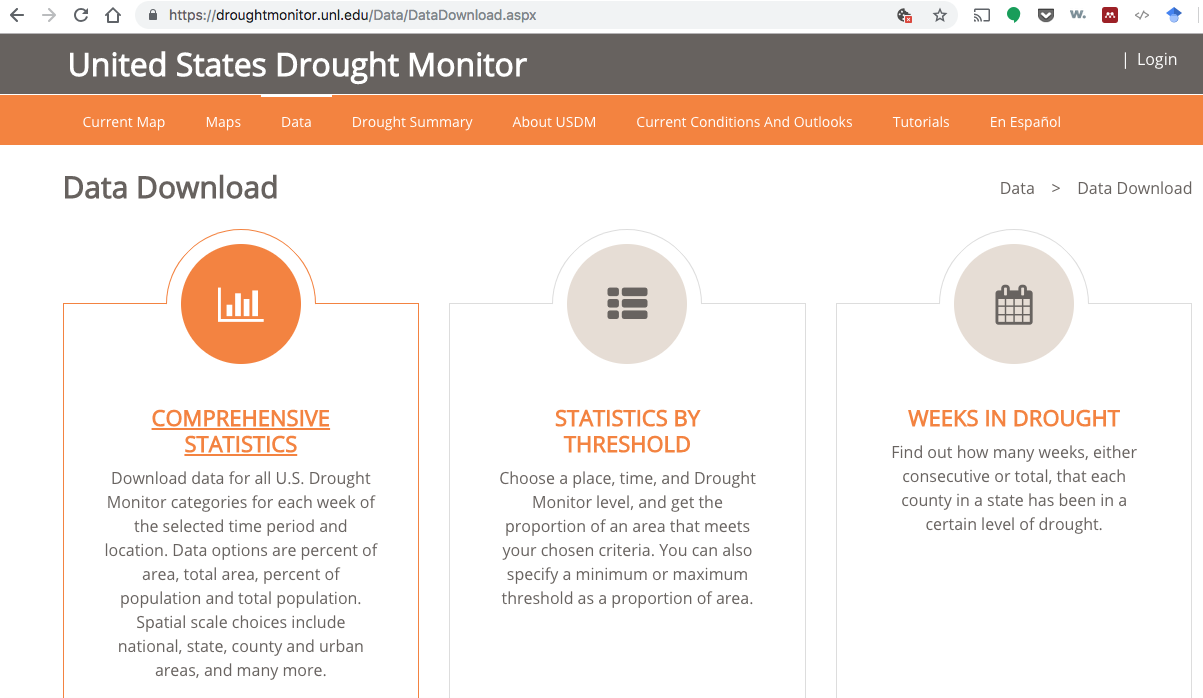 https://droughtmonitor.unl.edu/Data/DataDownload.aspx
W.
</>
United States Drought Monitor
| Login
Current Map Maps Data Drought Summary About USDM Current Conditions And Outlooks Tutorials En Español
Data Download
Data > Data Download
COMPREHENSIVE
STATISTICS
Download data for all U.S. Drought
Monitor categories for each week of
the selected time period and
location. Data options are percent of
area, total area, percent of
population and total population.
Spatial scale choices include
national, state, county and urban
areas, and many more.
STATISTICS BY
THRESHOLD
Choose a place, time, and Drought
Monitor level, and get the
proportion of an area that meets
your chosen criteria. You can also
specify a minimum or maximum
threshold as a proportion of area.
WEEKS IN DROUGHT
Find out how many weeks, either
consecutive or total, that each
county in a state has been in a
certain level of drought.